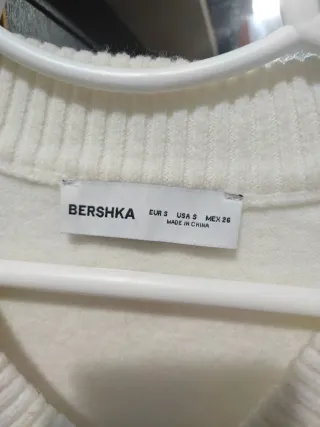 BERSHKA EUR S USA S MEX 26
MADE IN CHINA